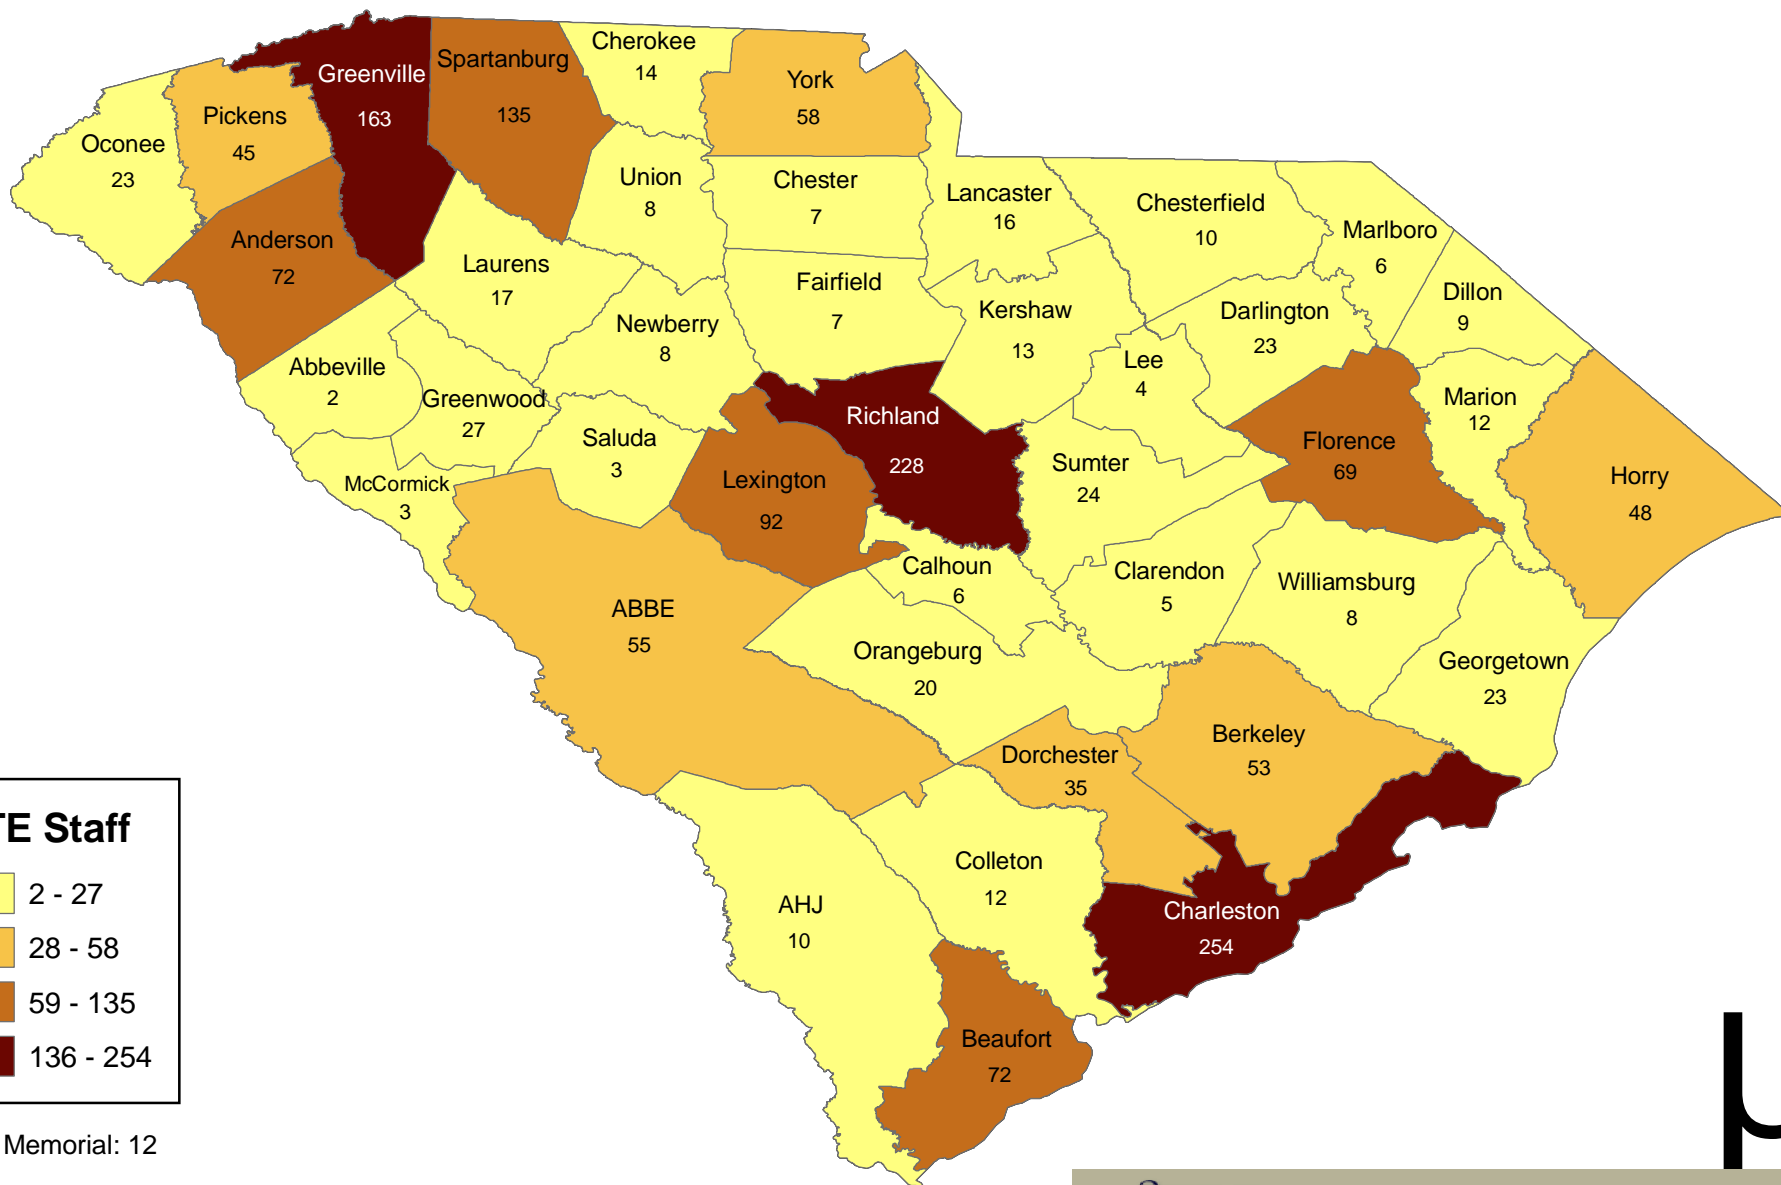 Cherokee
14
Spartanburg
135
Greenville
163
York
58
Pickens
45
Oconee
23
Union
8
Chester
7
Lancaster
16
Chesterfield
10
Marlboro
6
Anderson
72
Laurens
17
Fairfield
7
Kershaw
13
Darlington
23
Dillon
9
Newberry
8
Lee
4
Abbeville
2
Greenwood
27
Marion
12
Richland
228
Saluda
3
Florence
69
Sumter
24
Lexington
92
Horry
48
McCormick
3
Calhoun
6
Clarendon
5
Williamsburg
8
ABBE
55
Orangeburg
20
Georgetown
23
Berkeley
53
Dorchester
35
Colleton
12
AHJ
10
Charleston
254
Beaufort
72
TE Staff
2 - 27
28 - 58
59 - 135
136 - 254
Memorial: 12
µ